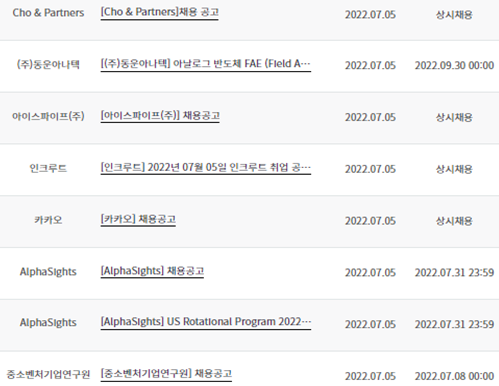 Cho & Partners [Cho & Partners]채용 공고 2022.07.05 상시채용
(주)동운아나텍 [(주)동운아나텍] 아날로그 반도체 FAE (Field A··· 2022.07.05 2022.09.30 00:00
아이스파이프(주) [아이스파이프(주)] 채용공고 2022.07.05 상시채용
인크루트 [인크루트] 2022년 07월 05일 인크루트 취업 공··· 2022.07.05 상시채용
카카오 [카카오] 채용공고 2022.07.05 상시채용
AlphaSights [AlphaSights] 채용공고 2022.07.05 2022.07.31 23:59
AlphaSights [AlphaSights] US Rotational Program 2022··· 2022.07.05 2022.07.31 23:59
중소벤처기업연구원 [중소벤처기업연구원] 채용공고 2022.07.05 2022.07.08 00:00